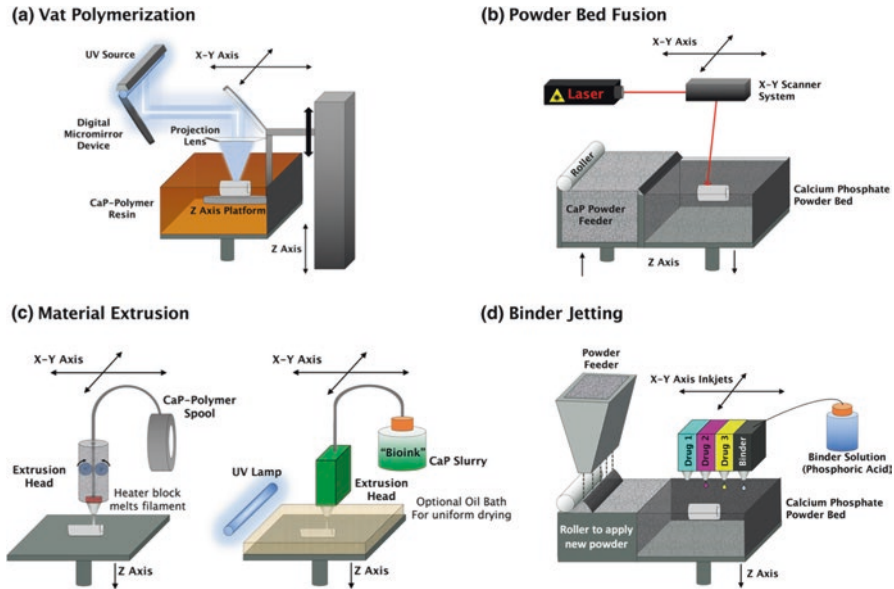 (a) Vat Polymerization
UV Source
X-Y Axis
Digital
Micromirror
Device
Projection
Lens
CaP-Polymer
Resin
Z Axis Platform
Z Axis
(b) Powder Bed Fusion
X-Y Axis
Laser
X-Y Scanner
System
Roller
CaP Powder
Feeder
Calcium Phosphate
Powder Bed
Z Axis
(c) Material Extrusion
X-Y Axis
CaP-Polymer
Spool
Extrusion
Head
Heater block
melts filament
Z Axis
X-Y Axis
"Bioink"
CaP Slurry
UV Lamp
Extrusion
Head
Optional Oil Bath
For uniform drying
Z Axis
(d) Binder Jetting
Powder
Feeder
X-Y Axis Inkjets
Drug 1
Drug 2
Drug 3
Binder
Binder Solution
(Phosphoric Acid)
Calcium Phosphate
Powder Bed
Roller to apply
new powder
Z Axis